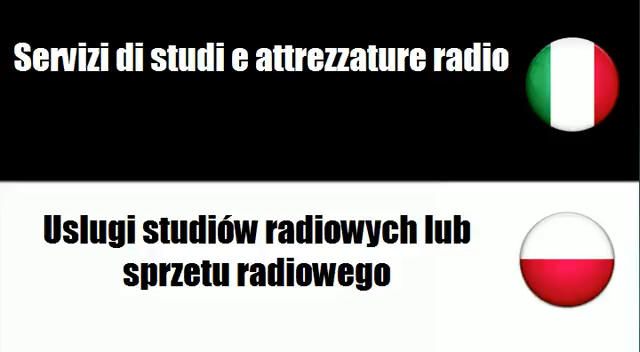 Servizi di studi e attrezzature radio
Uslugi studiów radiowych lub
sprzetu radiowego